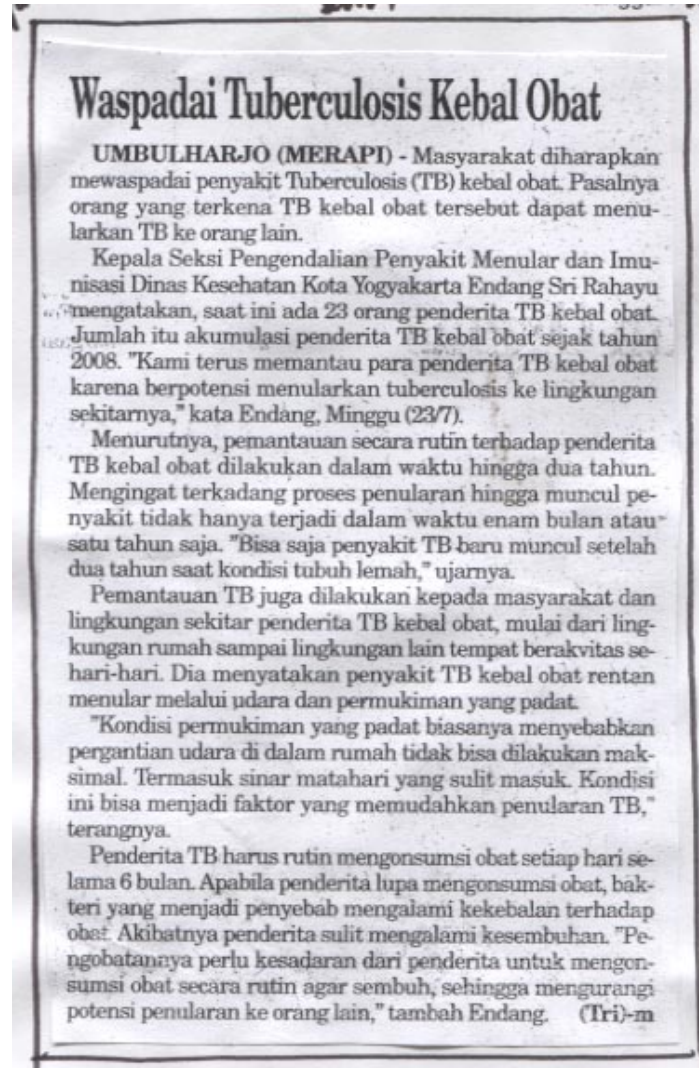 Waspadai Tuberculosis Kebal Obat
UMBULHARJO (MERAPI) - Masyarakat diharapkan
mewaspadai penyakit Tuberculosis (TB) kebal obat. Pasalnya
orang yang terkena TB kebal obat tersebut dapat menu-
larkan TB ke orang lain.
Kepala Seksi Pengendalian Penyakit Menular dan Imu-
nisasi Dinas Kesehatan Kota Yogyakarta Endang Sri Rahayu
mengatakan, saat ini ada 23 orang penderita TB kebal obat.
Jumlah itu akumulasi penderita TB kebal obat sejak tahun
2008. "Kami terus memantau para penderita TB kebal obat
karena berpotensi menularkan tuberculosis ke lingkungan
sekitarnya," kata Endang, Minggu (23/7).
Menurutnya, pemantauan secara rutin terhadap penderita
TB kebal obat dilakukan dalam waktu hingga dua tahun.
Mengingat terkadang proses penularan hingga muncul pe-
nyakit tidak hanya terjadi dalam waktu enam bulan atau
satu tahun saja. "Bisa saja penyakit TB baru muncul setelah
dua tahun saat kondisi tubuh lemah," ujarnya.
Pemantauan TB juga dilakukan kepada masyarakat dan
lingkungan sekitar penderita TB kebal obat, mulai dari ling-
kungan rumah sampai lingkungan lain tempat berakvitas se-
hari-hari. Dia menyatakan penyakit TB kebal obat rentan
menular melalui udara dan permukiman yang padat.
"Kondisi permukiman yang padat biasanya menyebabkan
pergantian udara di dalam rumah tidak bisa dilakukan mak-
simal. Termasuk sinar matahari yang sulit masuk. Kondisi
ini bisa menjadi faktor yang memudahkan penularan TB,"
terangnya.
Penderita TB harus rutin mengonsumsi obat setiap hari se-
lama 6 bulan. Apabila penderita lupa mengonsumsi obat, bak-
teri yang menjadi penyebab mengalami kekebalan terhadap
obat. Akibatnya penderita sulit mengalami kesembuhan. "Pe-
ngobatannya perlu kesadaran dari penderita untuk mengon-
sumsi obat secara rutin agar sembuh, sehingga mengurangi
potensi penularan ke orang lain," tambah Endang. (Tri)-m